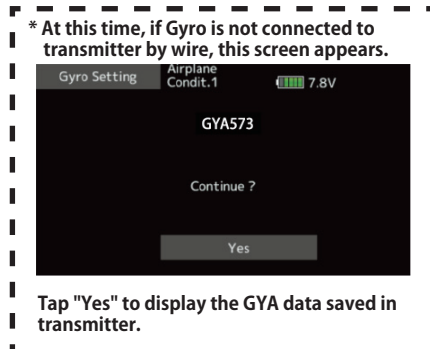 * At this time, if Gyro is not connected to
transmitter by wire, this screen appears.
Gyro Setting
Airplane
Condit.1
7.8V
GYA573
Continue ?
Yes
Tap "Yes" to display the GYA data saved in
transmitter.